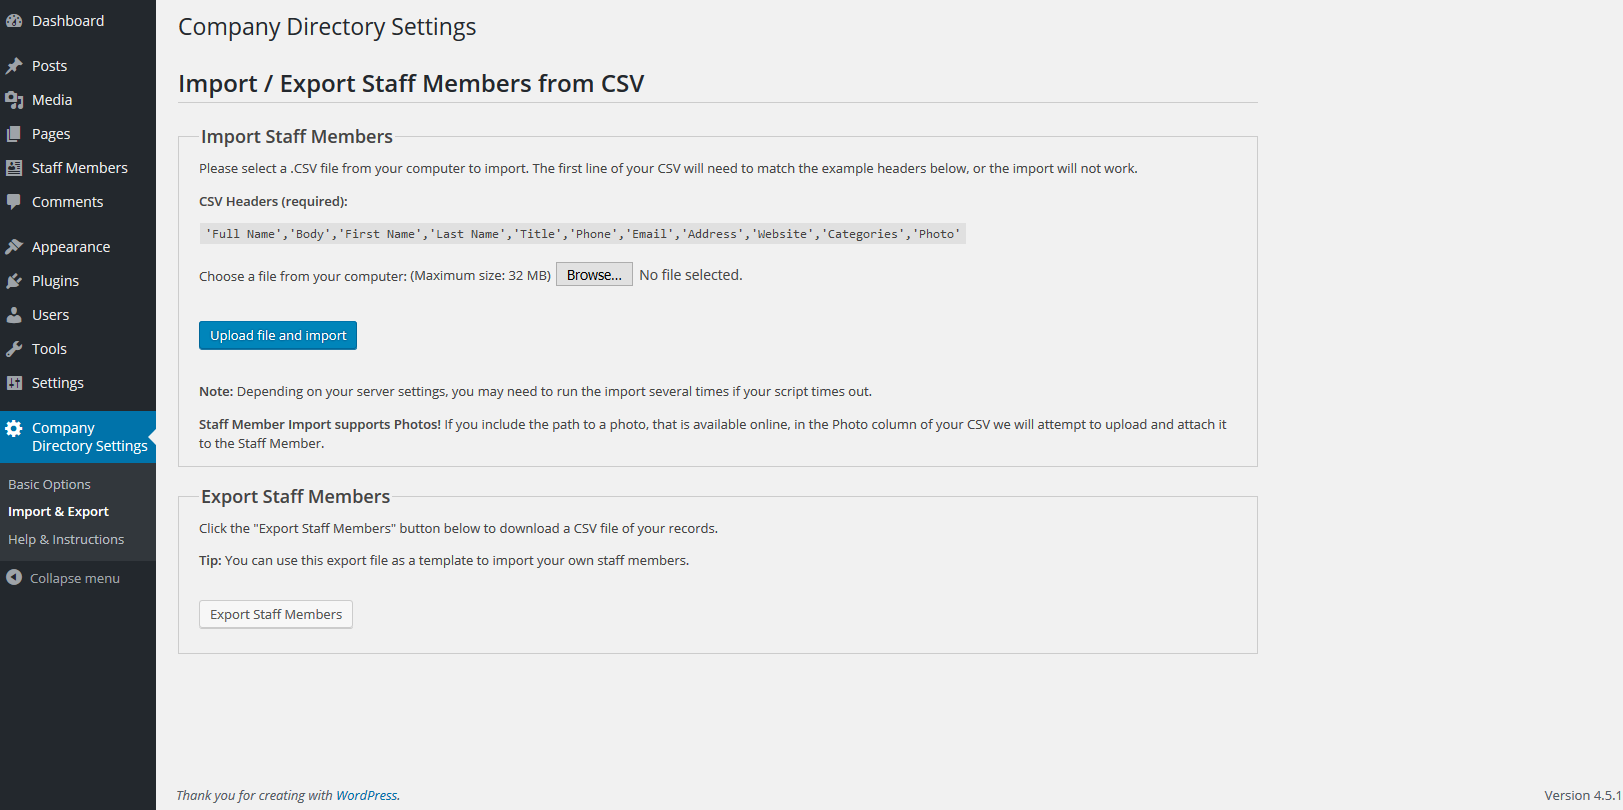 Dashboard
Posts
Media
Pages
Staff Members
Comments
Appearance
Plugins
Users
Tools
Settings
Company
Directory Settings
Basic Options
Import & Export
Help & Instructions
Collapse menu
Company Directory Settings
Import / Export Staff Members from CSV
Import Staff Members
Please select a .CSV file from your computer to import. The first line of your CSV will need to match the example headers below, or the import will not work.
CSV Headers (required):
'Full Name','Body','First Name','Last Name','Title','Phone','Email','Address','Website','Categories','Photo'
Choose a file from your computer: (Maximum size: 32 MB) Browse... No file selected.
Upload file and import
Note: Depending on your server settings, you may need to run the import several times if your script times out.
Staff Member Import supports Photos! If you include the path to a photo, that is available online, in the Photo column of your CSV we will attempt to upload and attach it
to the Staff Member.
Export Staff Members
Click the "Export Staff Members" button below to download a CSV file of your records.
Tip: You can use this export file as a template to import your own staff members.
Export Staff Members
Thank you for creating with WordPress.
Version 4.5.1